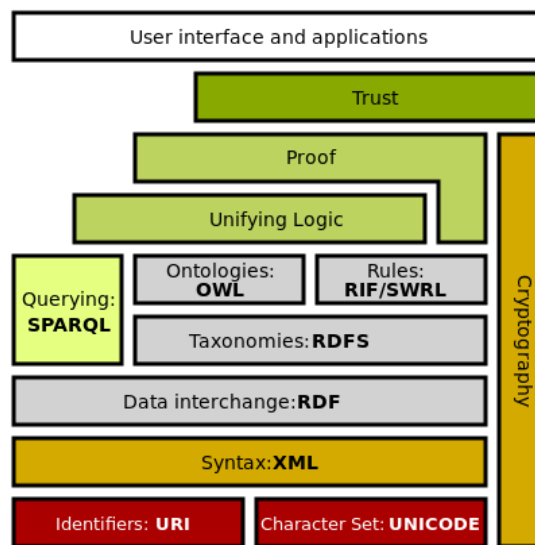 User interface and applications
Trust
Proof
Unifying Logic
Querying:
SPARQL
Ontologies:
OWL
Rules:
RIF/SWRL
Taxonomies:RDFS
Data interchange:RDF
Syntax:XML
Identifiers: URI
Character Set: UNICODE
Cryptography